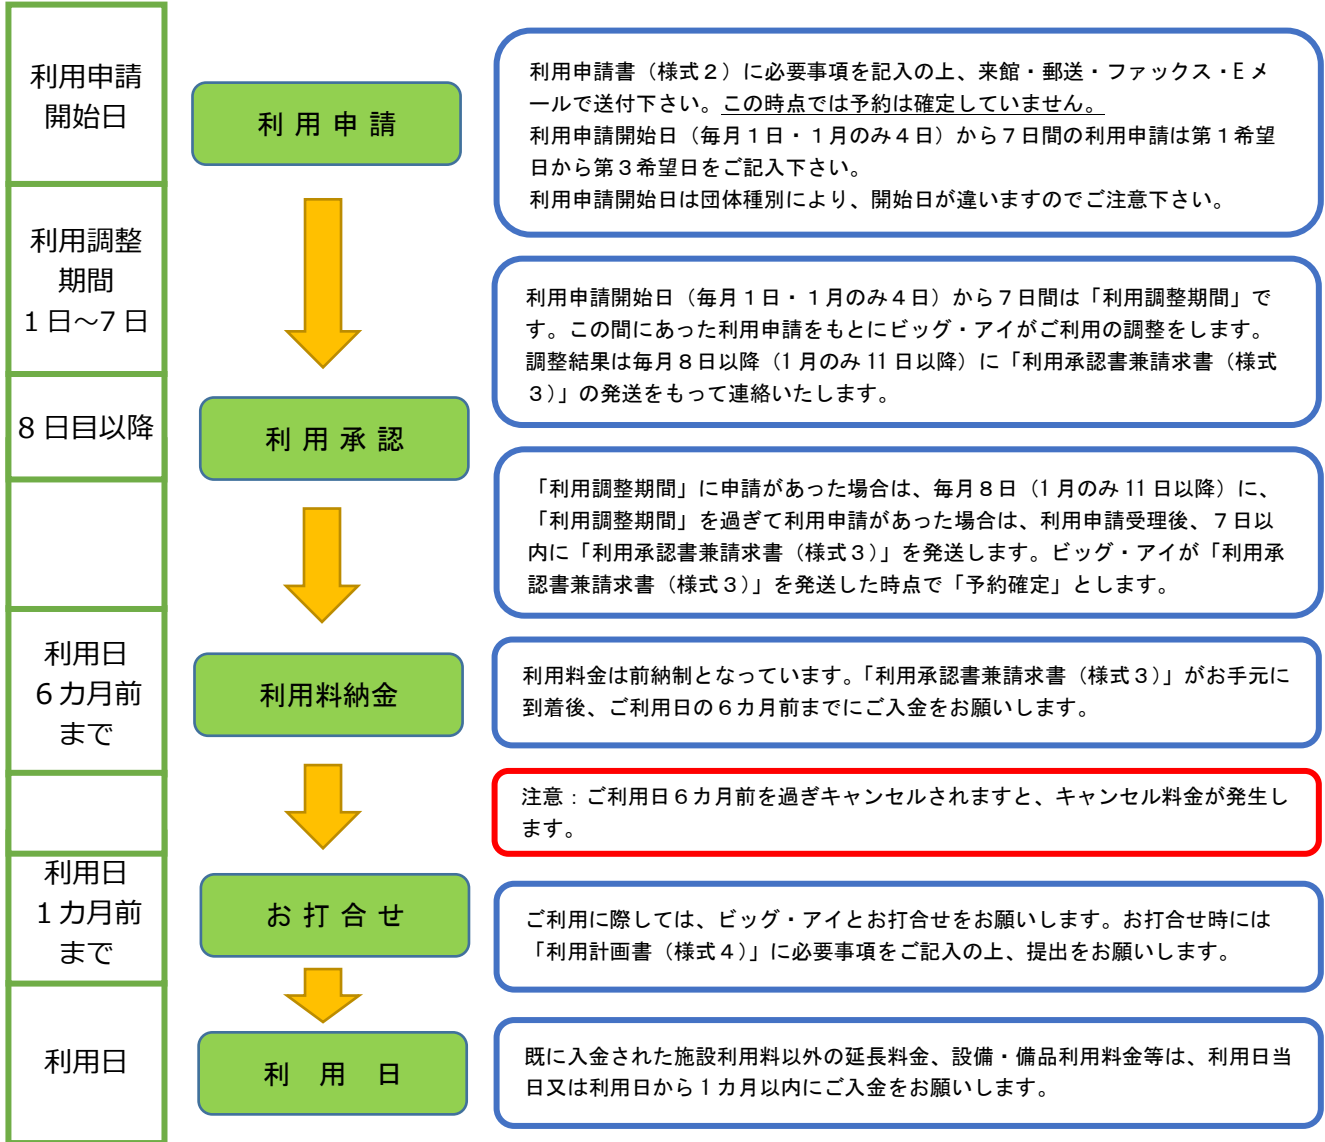 利用申請
開始日
利用申請
利用申請書（様式２）に必要事項を記入の上、来館・郵送・ファックス・Eメ
ールで送付下さい。この時点では予約は確定していません。
利用申請開始日（毎月１日・１月のみ４日）から７日間の利用申請は第１希望
日から第３希望日をご記入下さい。
利用申請開始日は団体種別により、開始日が違いますのでご注意下さい。
利用調整
期間
1日～7日
利用申請開始日（毎月１日・１月のみ４日）から７日間は「利用調整期間」で
す。この間にあった利用申請をもとにビッグ・アイがご利用の調整をします。
調整結果は毎月８日以降（1月のみ11日以降）に「利用承認書兼請求書（様式
３）」の発送をもって連絡いたします。
8日目以降
利用承認
「利用調整期間」に申請があった場合は、毎月８日（1月のみ11日以降）に、
「利用調整期間」を過ぎて利用申請があった場合は、利用申請受理後、７日以
内に「利用承認書兼請求書（様式３）」を発送します。ビッグ・アイが「利用承
認書兼請求書（様式３）」を発送した時点で「予約確定」とします。
利用日
6カ月前
まで
利用料納金
利用料金は前納制となっています。「利用承認書兼請求書（様式３）」がお手元に
到着後、ご利用日の６カ月前までにご入金をお願いします。
注意：ご利用日６カ月前を過ぎキャンセルされますと、キャンセル料金が発生し
ます。
利用日
1カ月前
まで
お打合せ
ご利用に際しては、ビッグ・アイとお打合せをお願いします。お打合せ時には
「利用計画書（様式４）」に必要事項をご記入の上、提出をお願いします。
利用日
利用日
既に入金された施設利用料以外の延長料金、設備・備品利用料金等は、利用日当
日又は利用日から1カ月以内にご入金をお願いします。